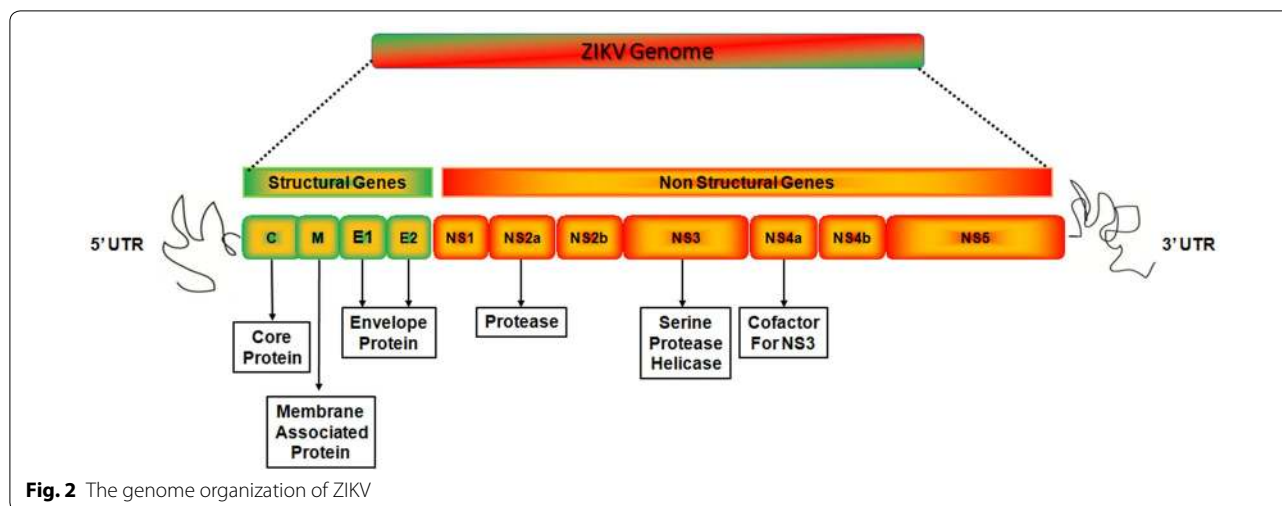 ZIKV Genome
Structural Genes
Non Structural Genes
5' UTR
C
M
E1
E2
NS1
NS2a
NS2b
NS3
NS4a
NS4b
NS5
3' UTR
Core
Protein
Membrane
Associated
Protein
Envelope
Protein
Protease
Serine
Protease
Helicase
Cofactor
For NS3
Fig. 2 The genome organization of ZIKV